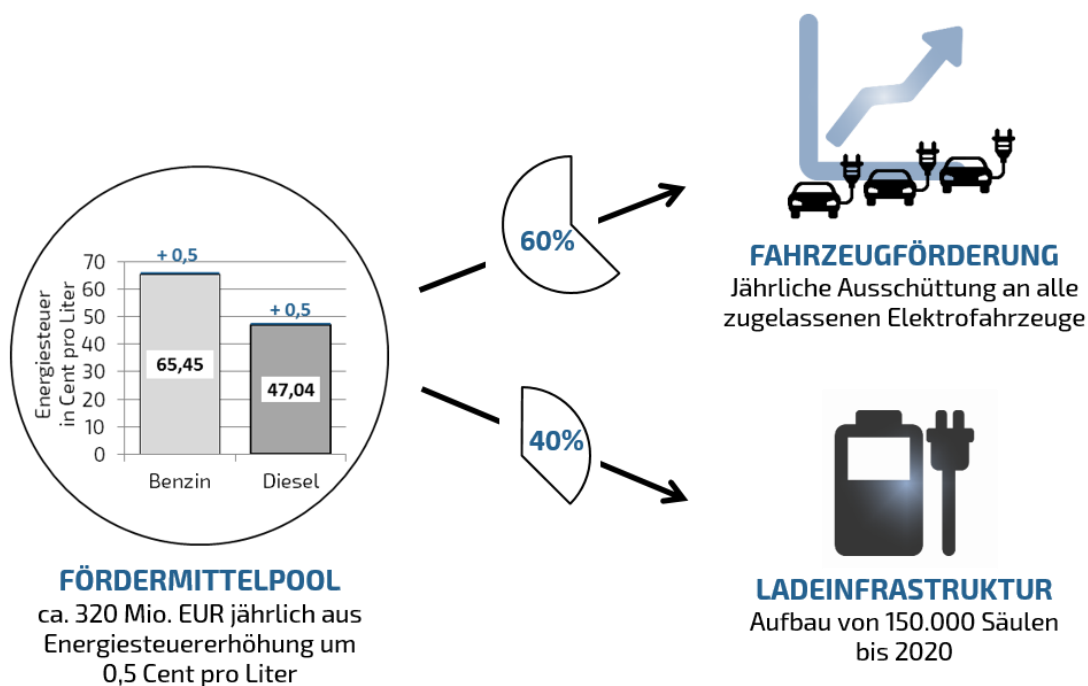 Energiesteuer
in Cent pro Liter
70
60
50
40
30
20
10
0
+ 0,5
65,45
+ 0,5
47,04
Benzin
Diesel
FÖRDERMITTELPOOL
ca. 320 Mio. EUR jährlich aus
Energiesteuererhöhung um
0,5 Cent pro Liter
60%
40%
FAHRZEUGFÖRDERUNG
Jährliche Ausschüttung an alle
zugelassenen Elektrofahrzeuge
LADEINFRASTRUKTUR
Aufbau von 150.000 Säulen
bis 2020